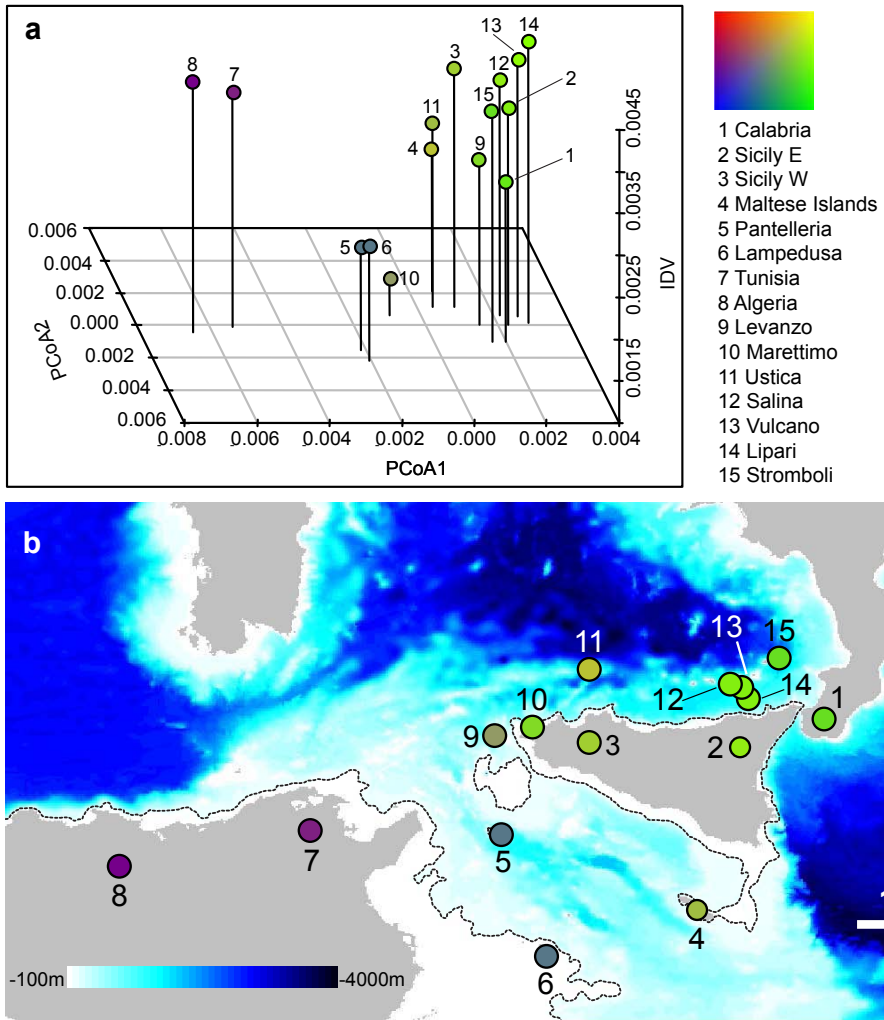 a
8
7
3
13
14
12
2
11
15
4
9
1
5
6
10
0.006
0.004
0.002
0.000
0.002
0.004
0.006
PCoA2
0.008
0.006
0.004
0.002
0.000
0.002
0.004
PCoA1
0.0045
0.0035
0.0025
0.0015
IDV
1 Calabria
2 Sicily E
3 Sicily W
4 Maltese Islands
5 Pantelleria
6 Lampedusa
7 Tunisia
8 Algeria
9 Levanzo
10 Marettimo
11 Ustica
12 Salina
13 Vulcano
14 Lipari
15 Stromboli
b
13
15
11
12
14
10
1
9
3
2
7
5
8
4
6
-100m
-4000m